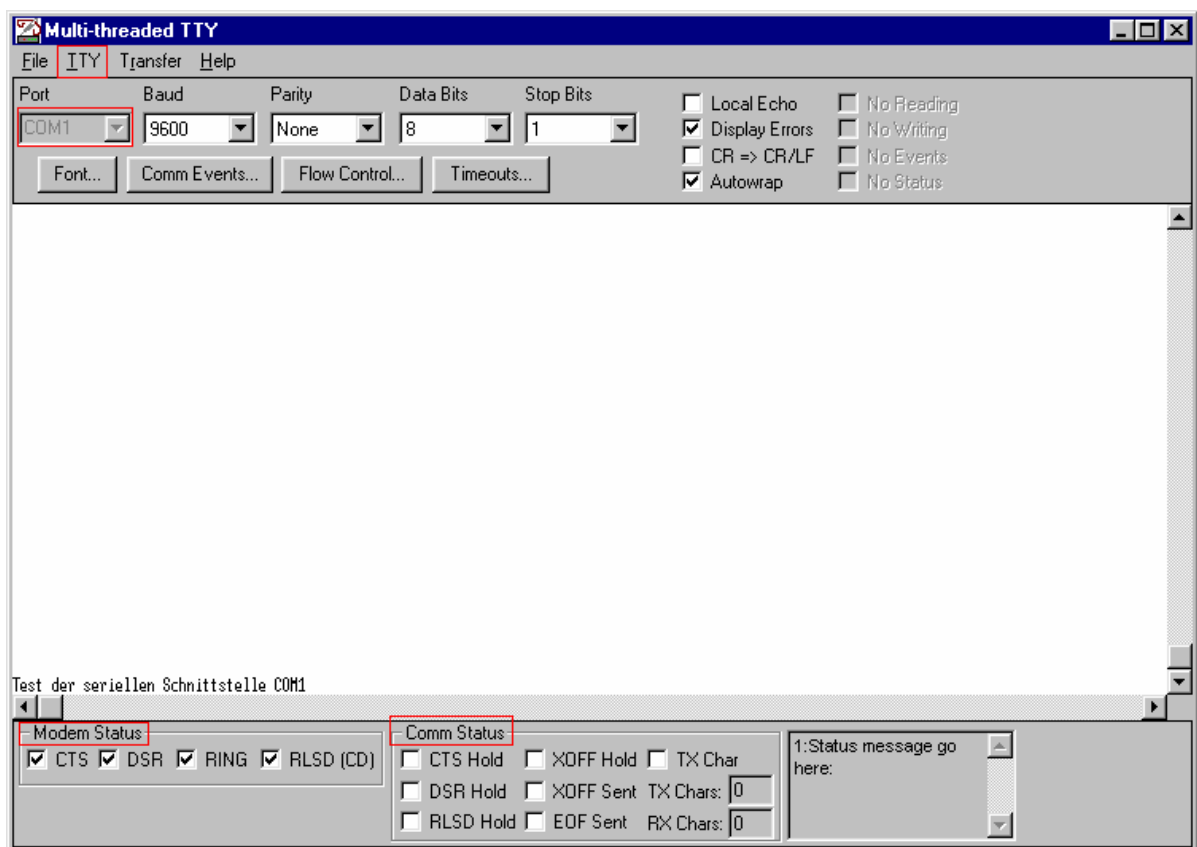 Multi-threaded TTY
File TTY Transfer Help
Port Baud Parity Data Bits Stop Bits
COM1 9600 None 8 1
Font... Comm Events... Flow Control... Timeouts...
Local Echo No Reading
Display Errors No Writing
CR => CR/LF No Events
Autowrap No Status
Test der seriellen Schnittstelle COM1
Modem Status
CTS DSR RING RLSD (CD)
Comm Status
CTS Hold XOFF Hold TX Char
DSR Hold XOFF Sent TX Chars: 0
RLSD Hold EOF Sent RX Chars: 0
1:Status message go
here: